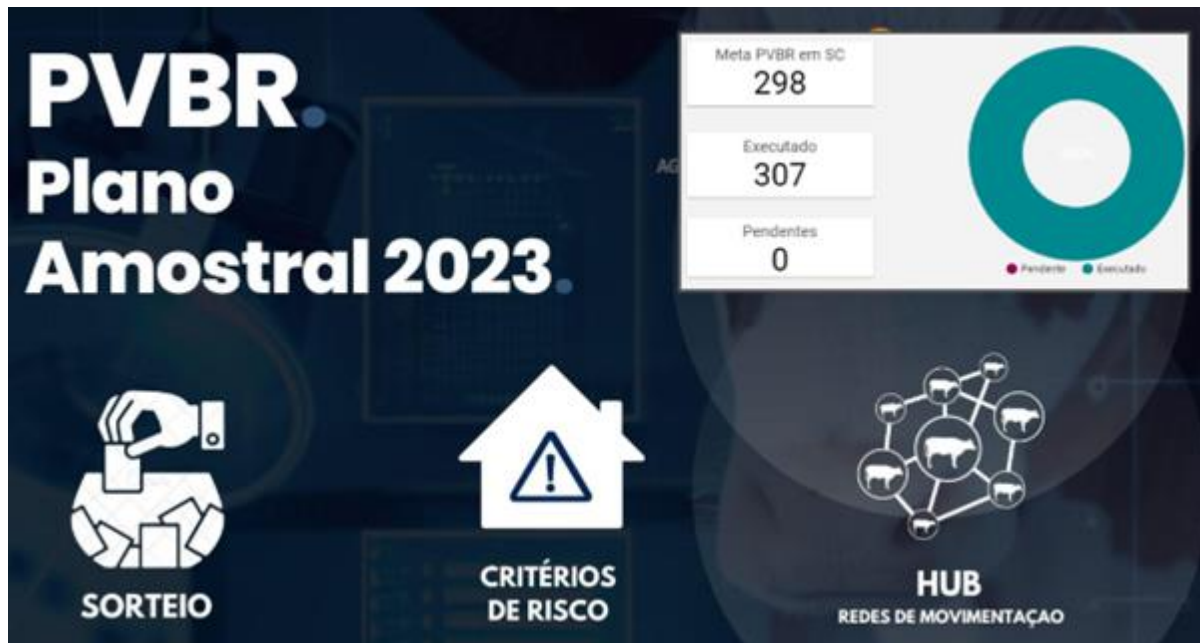 PVBR.
Plano
Amostral 2023.
Meta PVBR em SC
298
Executado
307
Pendentes
0
Pendente Executado
SORTEIO
CRITÉRIOS
DE RISCO
HUB
REDES DE MOVIMENTAÇAO